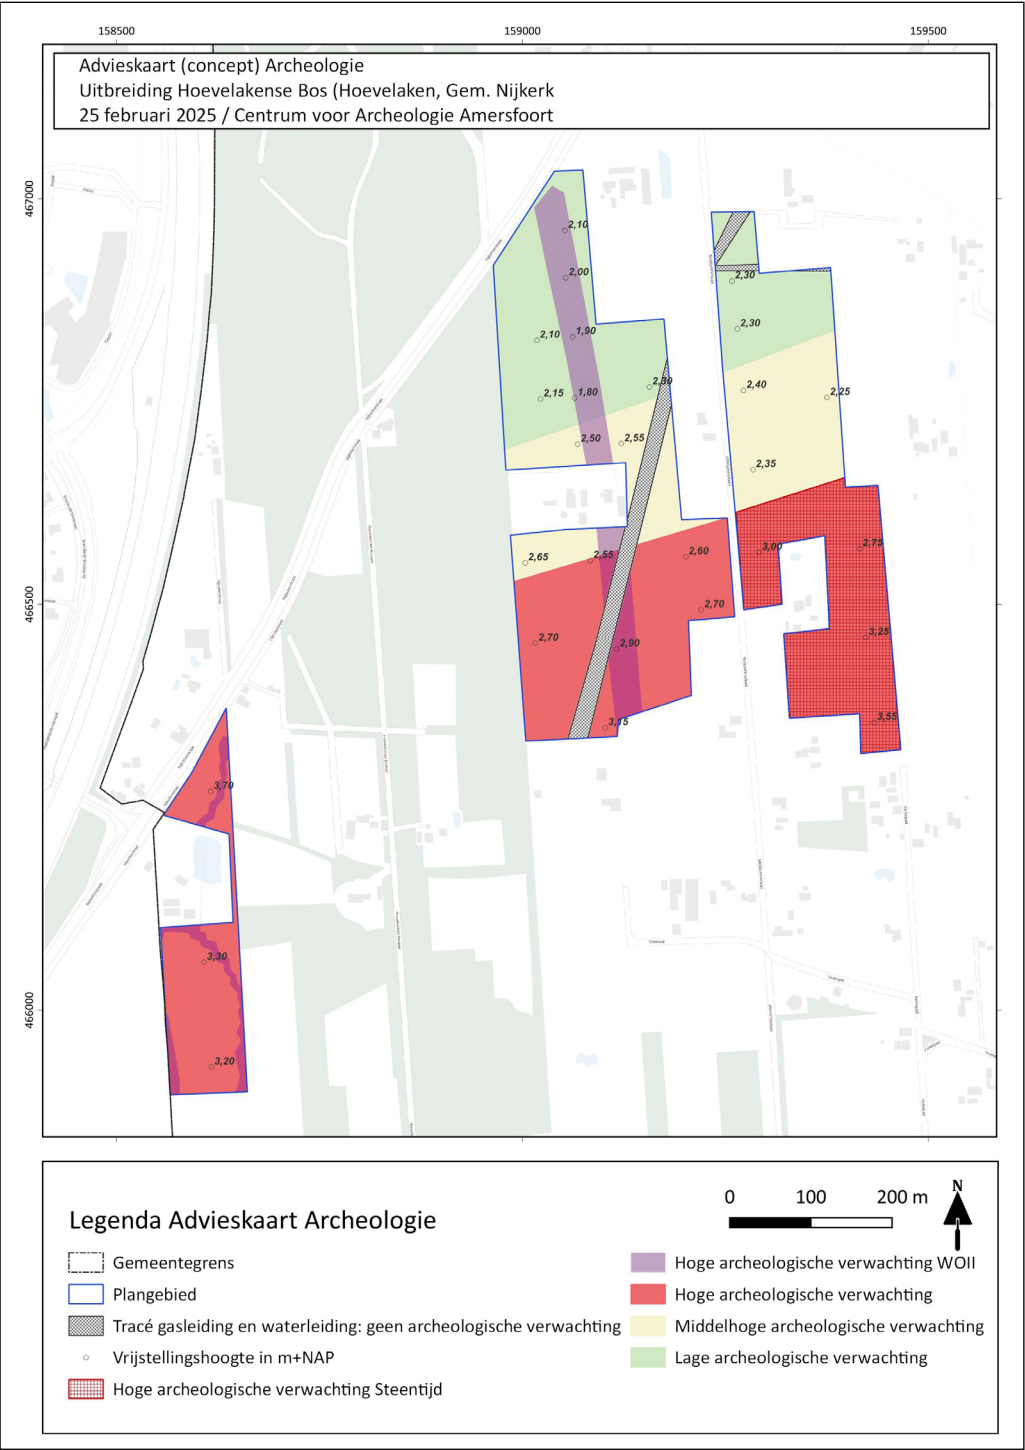 158500
159000
159500
Advieskaart (concept) Archeologie
Uitbreiding Hoevelakense Bos (Hoevelaken, Gem. Nijkerk
25 februari 2025 / Centrum voor Archeologie Amersfoort
467000
466500
466000
2,10
2,00
2,30
2,10
1,90
2,30
2,30
2,40
2,25
2,15
1,80
2,50
2,55
2,35
2,65
2,55
2,60
3,00
2,75
2,70
2,70
2,90
3,25
3,15
3,55
3,70
3,30
3,20
Legenda Advieskaart Archeologie
0
100
200 m
N
Gemeentegrens
Plangebied
Tracé gasleiding en waterleiding: geen archeologische verwachting
Vrijstellingshoogte in m+NAP
Hoge archeologische verwachting Steentijd
Hoge archeologische verwachting WOII
Hoge archeologische verwachting
Middelhoge archeologische verwachting
Lage archeologische verwachting